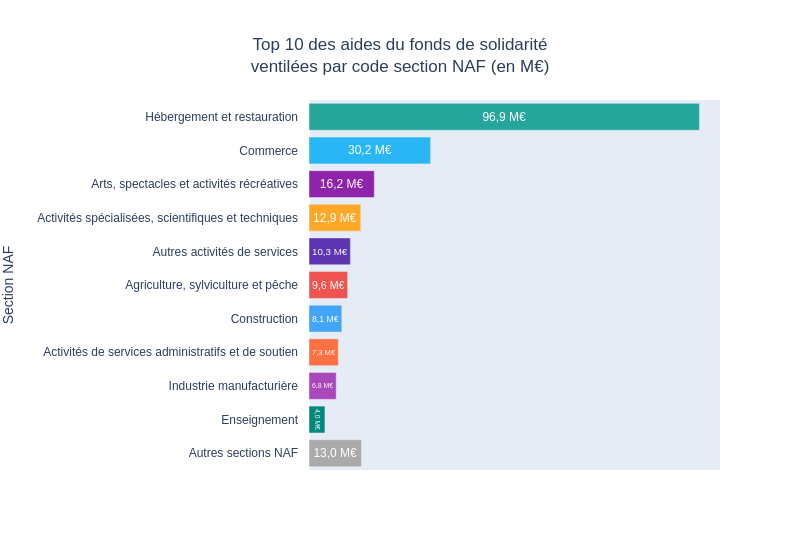 Top 10 des aides du fonds de solidarité
ventilées par code section NAF (en M€)
Section NAF
Hébergement et restauration 96,9 M€
Commerce 30,2 M€
Arts, spectacles et activités récréatives 16,2 M€
Activités spécialisées, scientifiques et techniques 12,9 M€
Autres activités de services 10,3 M€
Agriculture, sylviculture et pêche 9,6 M€
Construction 8,1 M€
Activités de services administratifs et de soutien 7,3 M€
Industrie manufacturière 6,8 M€
Enseignement 4,0 M€
Autres sections NAF 13,0 M€